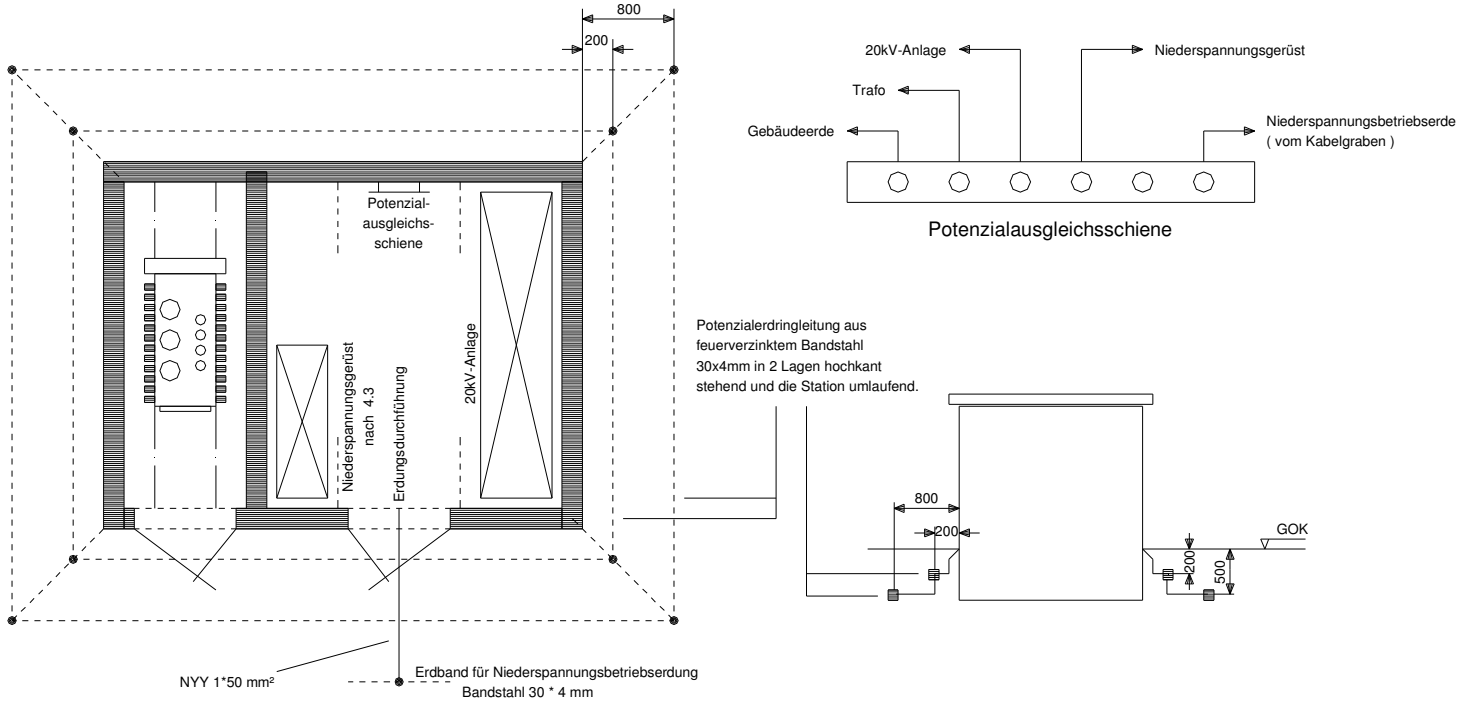 800
200
Potenzial-
ausgleichs-
schiene
Niederspannungsgerüst
nach 4.3
Erdungsdurchführung
20kV-Anlage
NYY 1*50 mm²
Erdband für Niederspannungsbetriebserdung
Bandstahl 30 * 4 mm
20kV-Anlage
Niederspannungsgerüst
Trafo
Gebäudeerde
Niederspannungsbetriebserde
( vom Kabelgraben )
Potenzialausgleichsschiene
Potenzialerdringleitung aus
feuerverzinktem Bandstahl
30x4mm in 2 Lagen hochkant
stehend und die Station umlaufend.
800
200
GOK
200
500